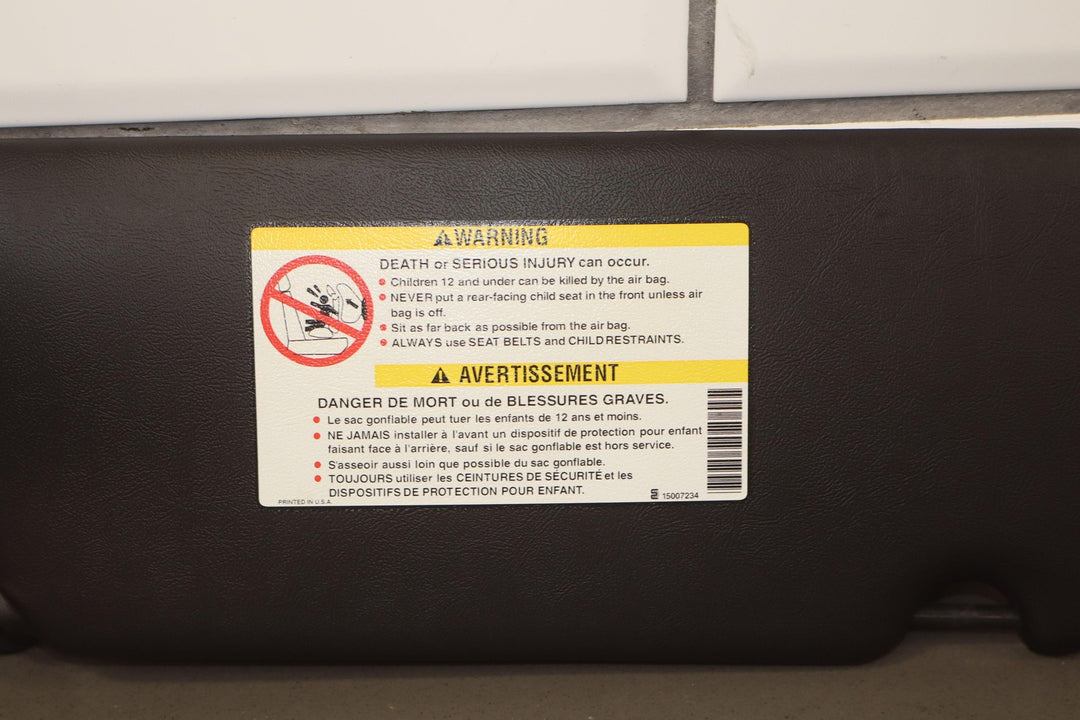 WARNING
DEATH or SERIOUS INJURY can occur.
Children 12 and under can be killed by the air bag.
NEVER put a rear-facing child seat in the front unless air
bag is off.
Sit as far back as possible from the air bag.
ALWAYS use SEAT BELTS and CHILD RESTRAINTS.
AVERTISSEMENT
DANGER DE MORT ou de BLESSURES GRAVES.
Le sac gonflable peut tuer les enfants de 12 ans et moins.
NE JAMAIS installer à l'avant un dispositif de protection pour enfant
faisant face à l'arrière, sauf si le sac gonflable est hors service.
S'asseoir aussi loin que possible du sac gonflable.
TOUJOURS utiliser les CEINTURES DE SÉCURITÉ et les
DISPOSITIFS DE PROTECTION POUR ENFANT.
PRINTED IN U.S.A.
15007234